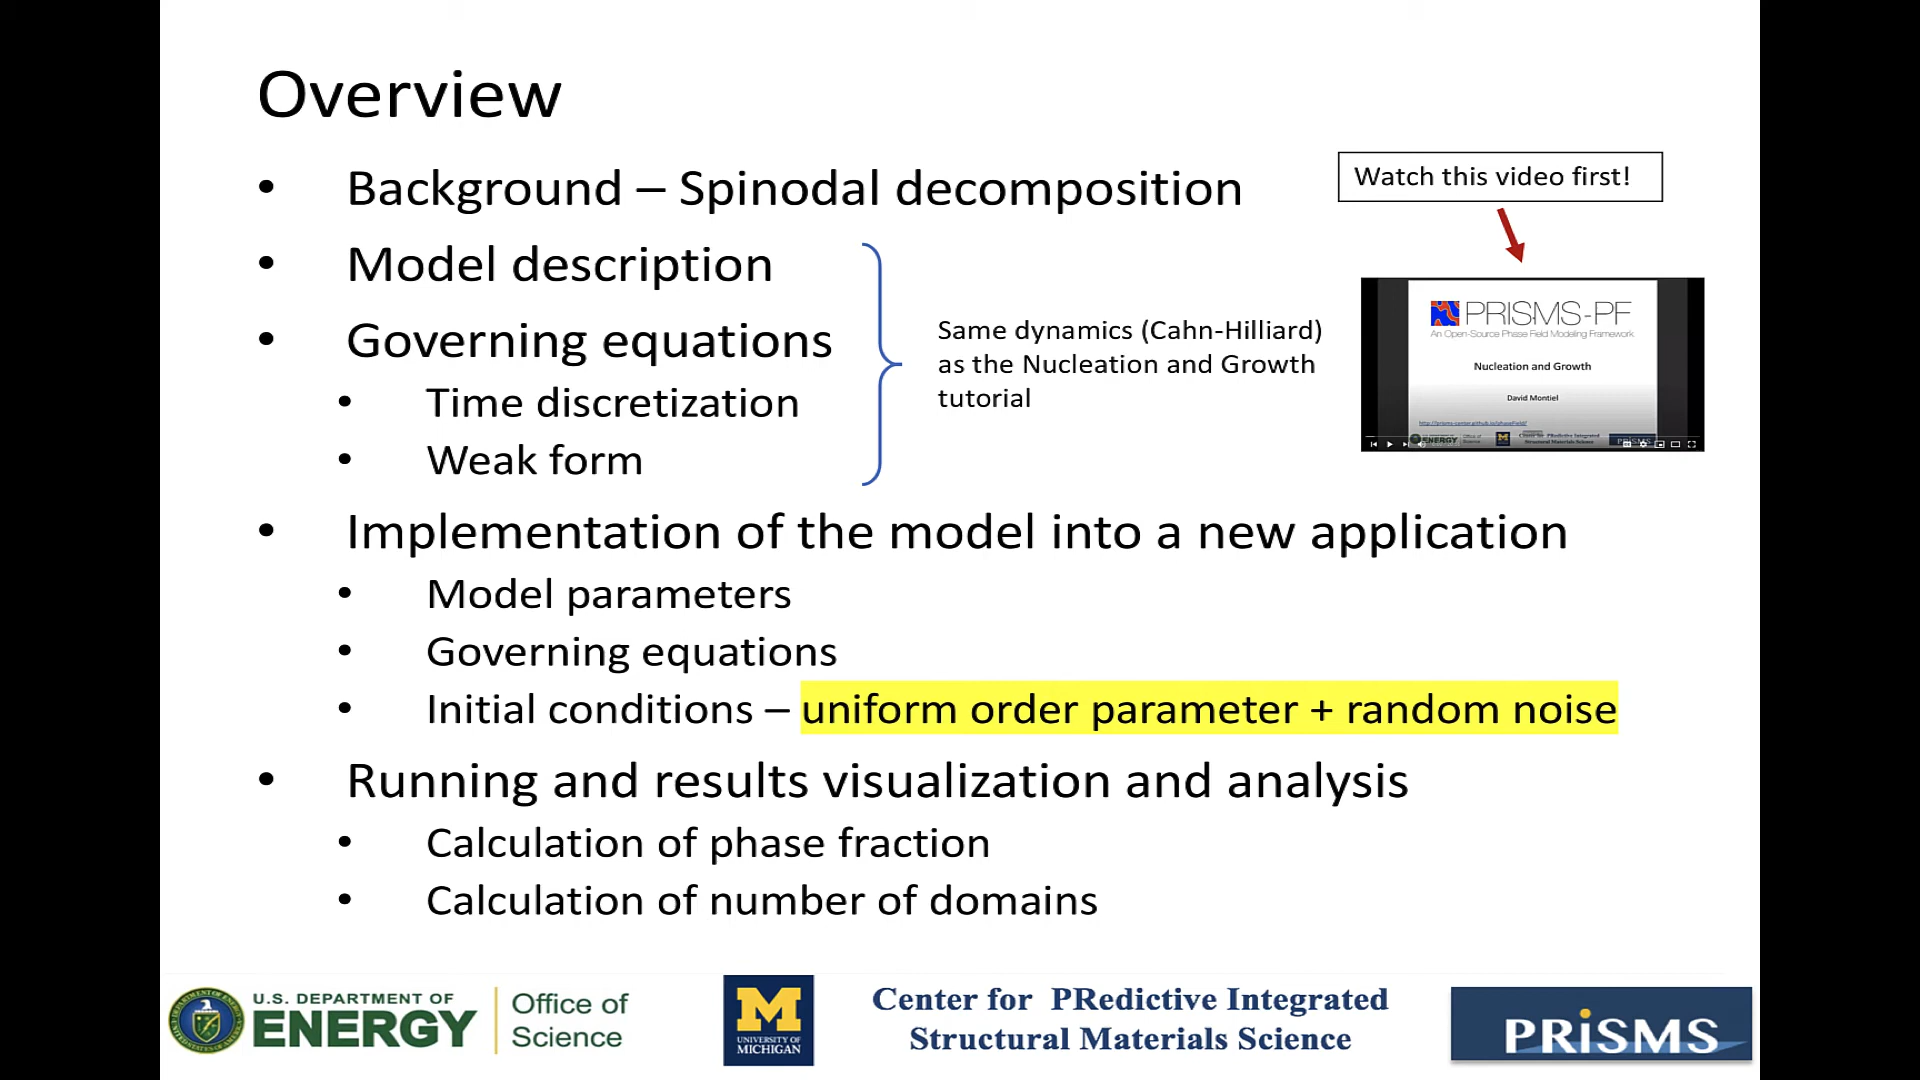 Overview
• Background – Spinodal decomposition
• Model description
• Governing equations
• Time discretization
• Weak form
Same dynamics (Cahn-Hilliard)
as the Nucleation and Growth
tutorial
Watch this video first!
PRISMS-PF
An Open-Source Phase Field Modeling Framework
Nucleation and Growth
David Montiel
• Implementation of the model into a new application
• Model parameters
• Governing equations
• Initial conditions – uniform order parameter + random noise
• Running and results visualization and analysis
• Calculation of phase fraction
• Calculation of number of domains
U.S. DEPARTMENT OF
ENERGY
Office of
Science
M
UNIVERSITY OF
MICHIGAN
Center for PRedictive Integrated
Structural Materials Science
PRiSMS